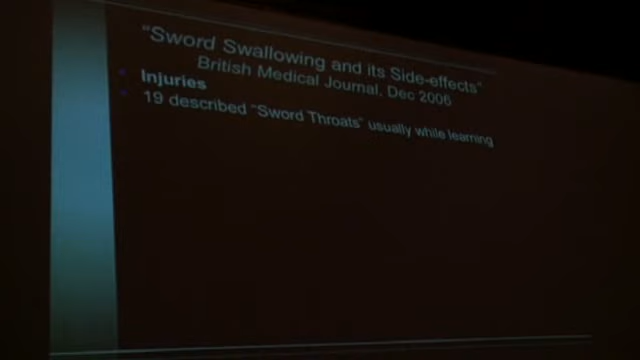 "Sword Swallowing and its Side-effects"
British Medical Journal, Dec 2006
Injuries
19 described "Sword Throats" usually while learning